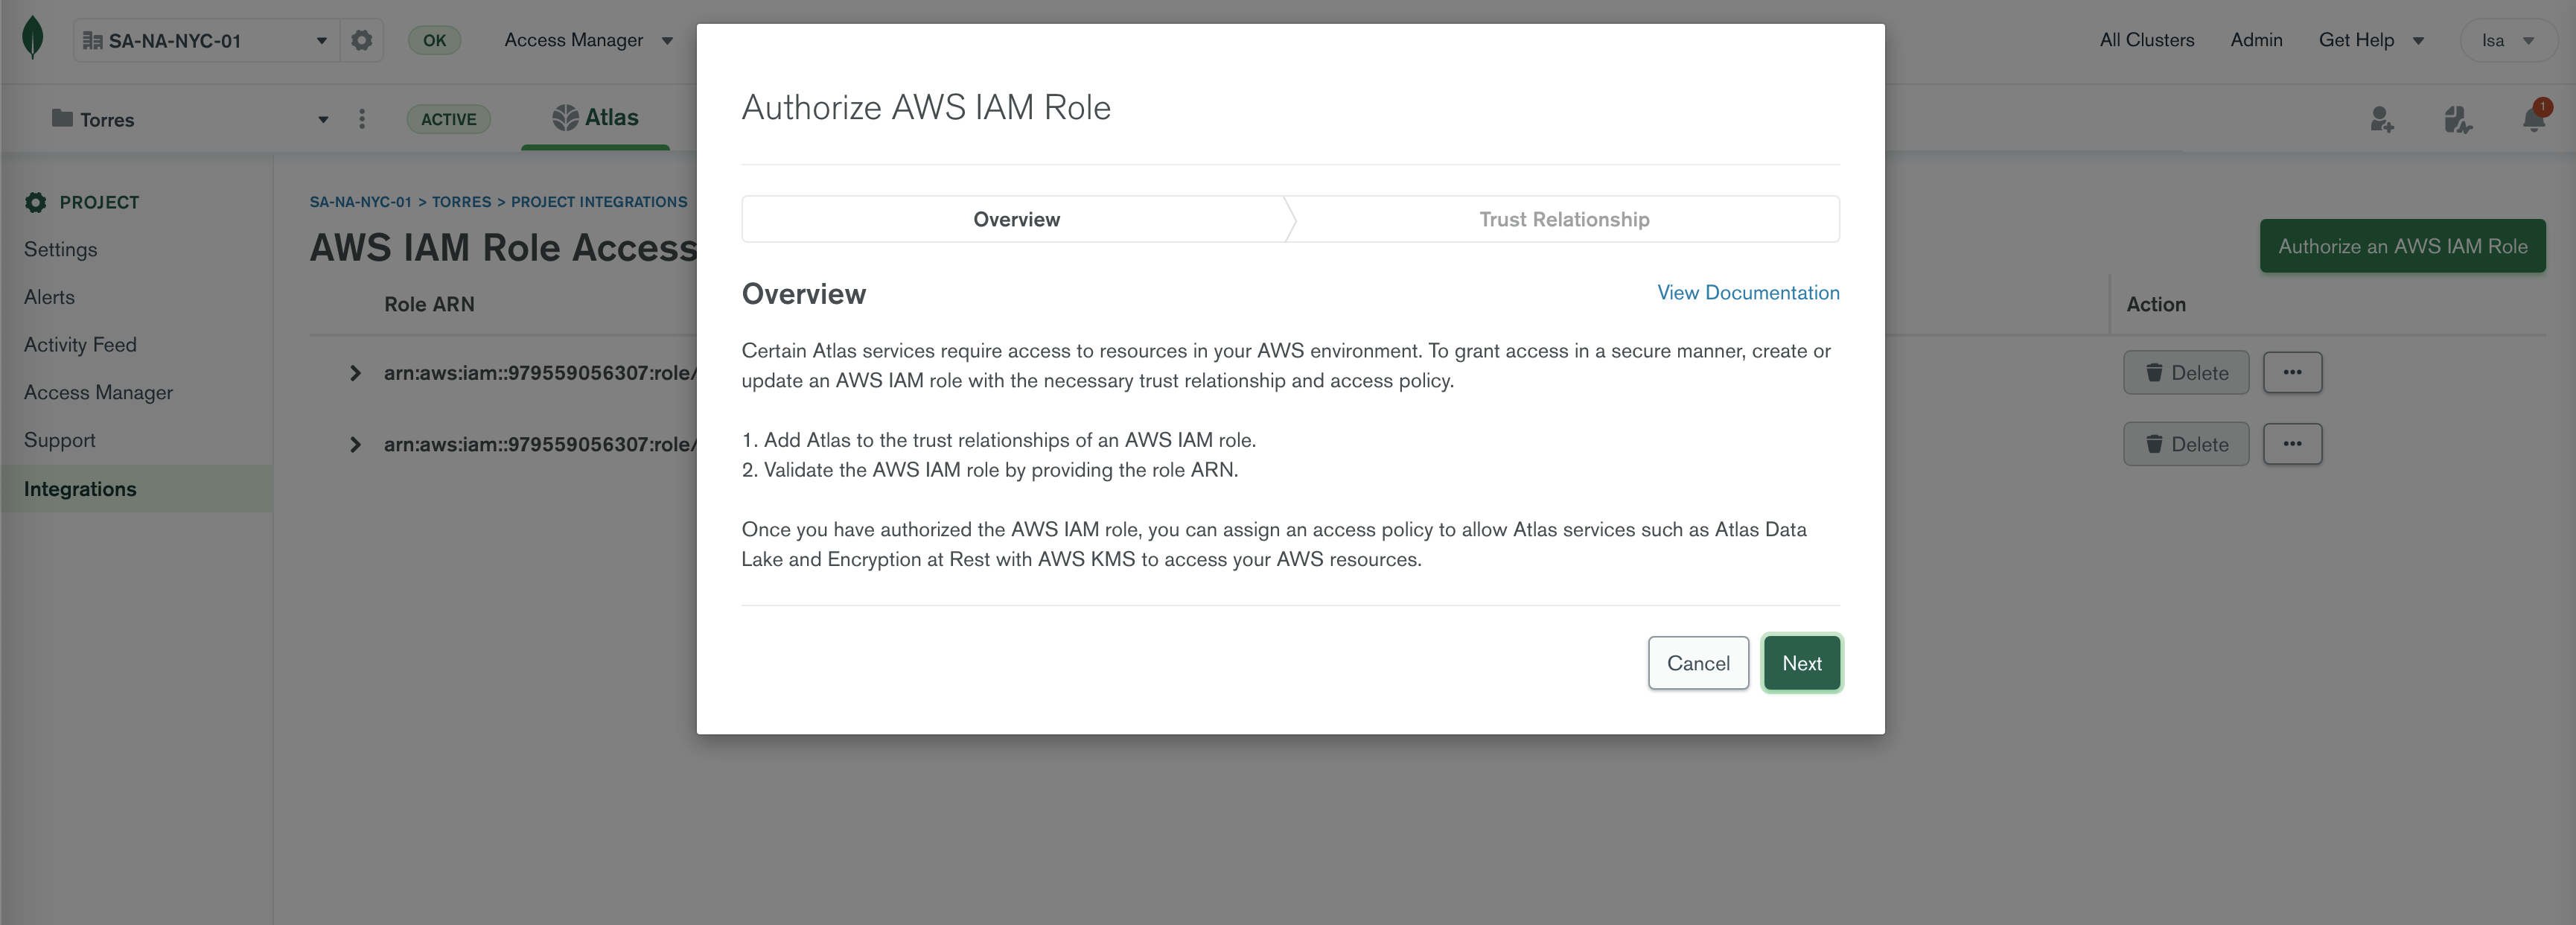 SA-NA-NYC-01
OK
Access Manager
All Clusters
Admin
Get Help
Isa
Torres
ACTIVE
Atlas
1
PROJECT
Settings
Alerts
Activity Feed
Access Manager
Support
Integrations
SA-NA-NYC-01 > TORRES > PROJECT INTEGRATIONS
AWS IAM Role Access
Authorize an AWS IAM Role
Role ARN
Action
arn:aws:iam::979559056307:role/
Delete
arn:aws:iam::979559056307:role/
Delete
Authorize AWS IAM Role
Overview
Trust Relationship
Overview
View Documentation
Certain Atlas services require access to resources in your AWS environment. To grant access in a secure manner, create or
update an AWS IAM role with the necessary trust relationship and access policy.
1. Add Atlas to the trust relationships of an AWS IAM role.
2. Validate the AWS IAM role by providing the role ARN.
Once you have authorized the AWS IAM role, you can assign an access policy to allow Atlas services such as Atlas Data
Lake and Encryption at Rest with AWS KMS to access your AWS resources.
Cancel
Next